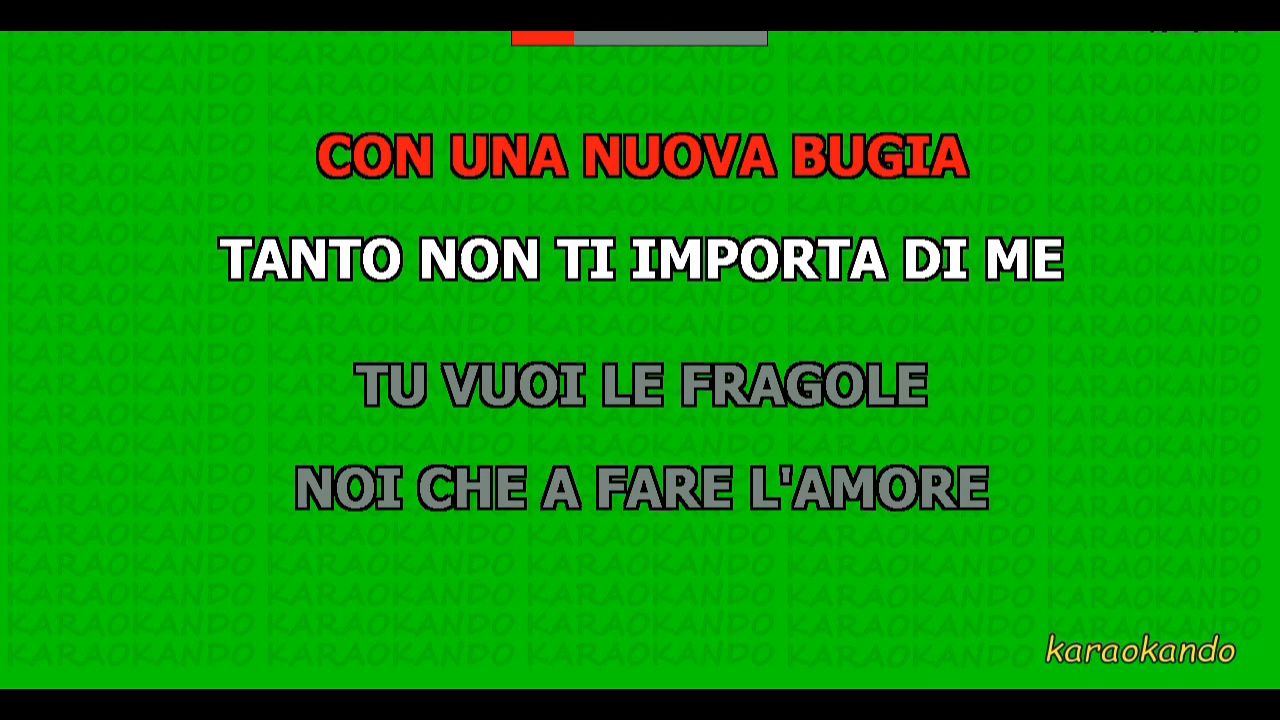 CON UNA NUOVA BUGIA
TANTO NON TI IMPORTA DI ME
TU VUOI LE FRAGOLE
NOI CHE A FARE L'AMORE
karaokando